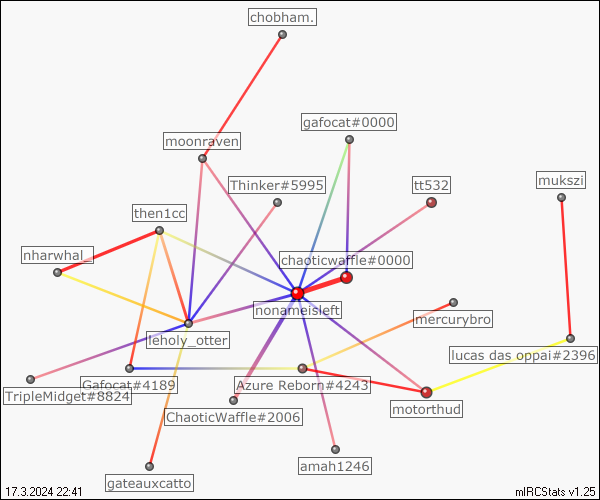 chobham.
gafocat#0000
moonraven
Thinker#5995
tt532
mukszi
then1cc
nharwhal_
chaoticwaffle#0000
nonameisleft
mercurybro
leholy_otter
lucas das oppai#2396
Gafocat#4189
Azure Reborn#4243
TripleMidget#8824
motorthud
ChaoticWaffle#2006
amah1246
gateauxcatto
17.3.2024 22:41
mIRCStats v1.25